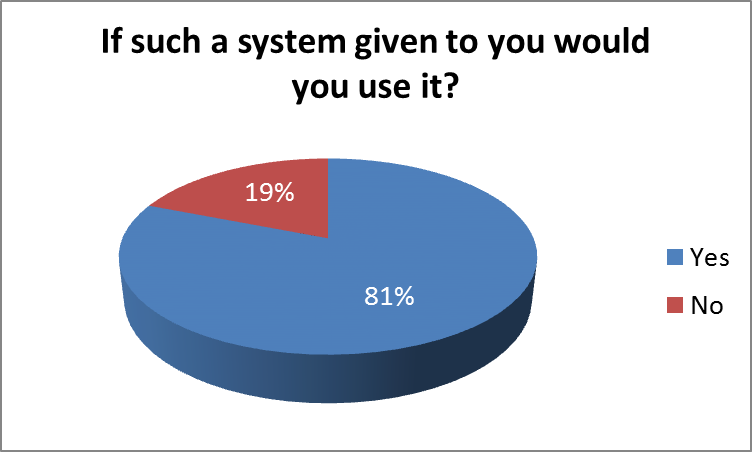 If such a system given to you would
you use it?
19%
81%
Yes
No